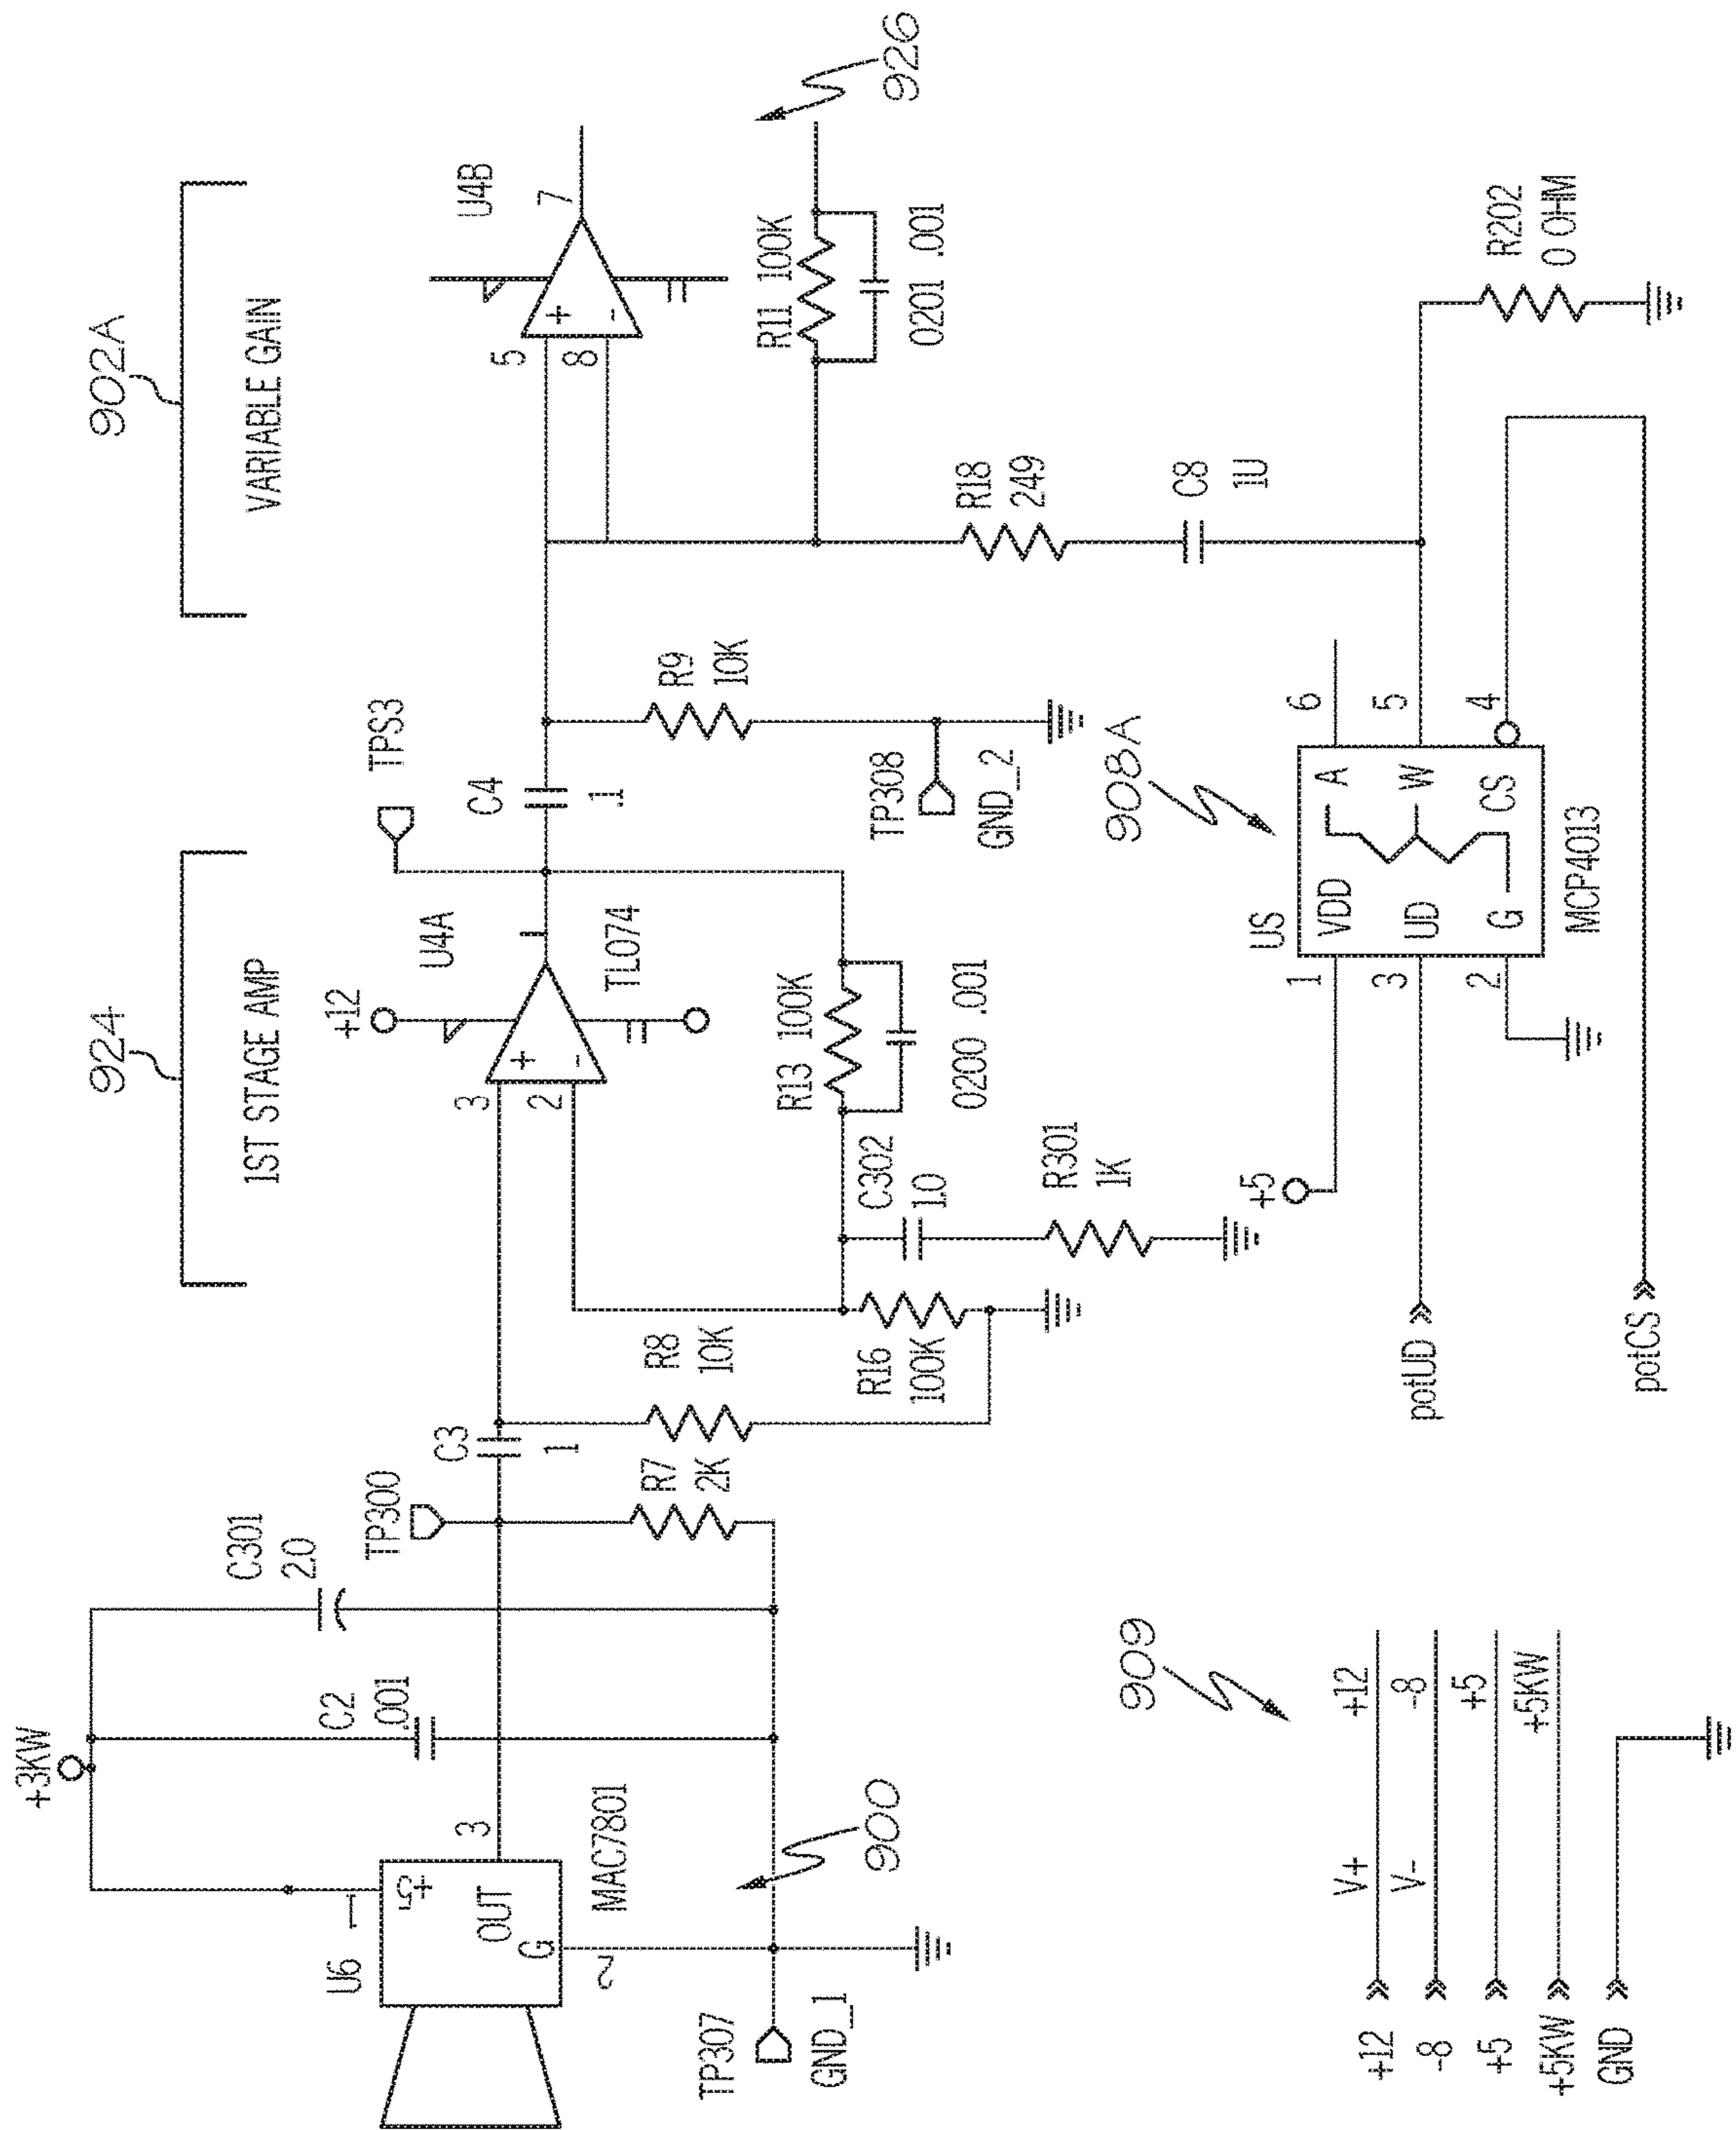 924
902A
1ST STAGE AMP
VARIABLE GAIN
+3KW
C301
20
C2
.001
U6
1
+5
OUT
G
3
2
MAC7801
900
TP307
GND_1
TP300
C3
1
R7
2K
R8
10K
3
2
+12
U4A
1
TL074
R13 100K
0200 .001
R16
100K
C302
10
R301
1K
TPS3
C4
.1
R9
10K
TP308
GND_2
5
8
U4B
7
926
R11 100K
0201 .001
R18
249
C8
1U
R202
0 OHM
908A
+5
US
1
3
2
VDD
UD
G
A
W
CS
6
5
4
MCP4013
potUD
potCS
909
+12 V+ +12
-8 V- -8
+5 +5
+5KW +5KW
GND